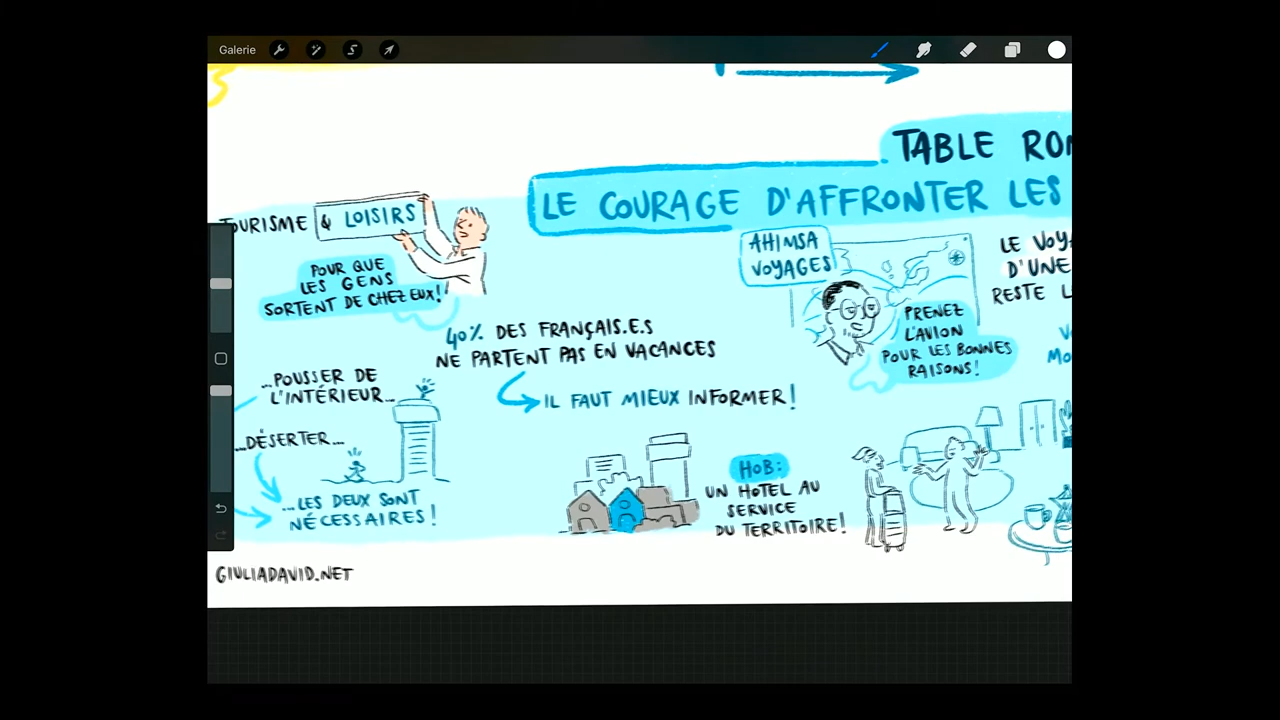 Galerie
TABLE
LE COURAGE D'AFFRONTER LES
TOURISME & LOISIRS
POUR QUE
LES GENS
SORTENT DE CHEZ EUX!
40% DES FRANÇAIS.E.S
NE PARTENT PAS EN VACANCES
IL FAUT MIEUX INFORMER!
...POUSSER DE
L'INTÉRIEUR...
...DÉSERTER...
...LES DEUX SONT
NÉCESSAIRES!
HOB:
UN HOTEL AU
SERVICE
DU TERRITOIRE!
AHIMSA
VOYAGES
PRENEZ
L'AVION
POUR LES BONNES
RAISONS!
LE
D'UNE
RESTE
GIULIADAVID.NET